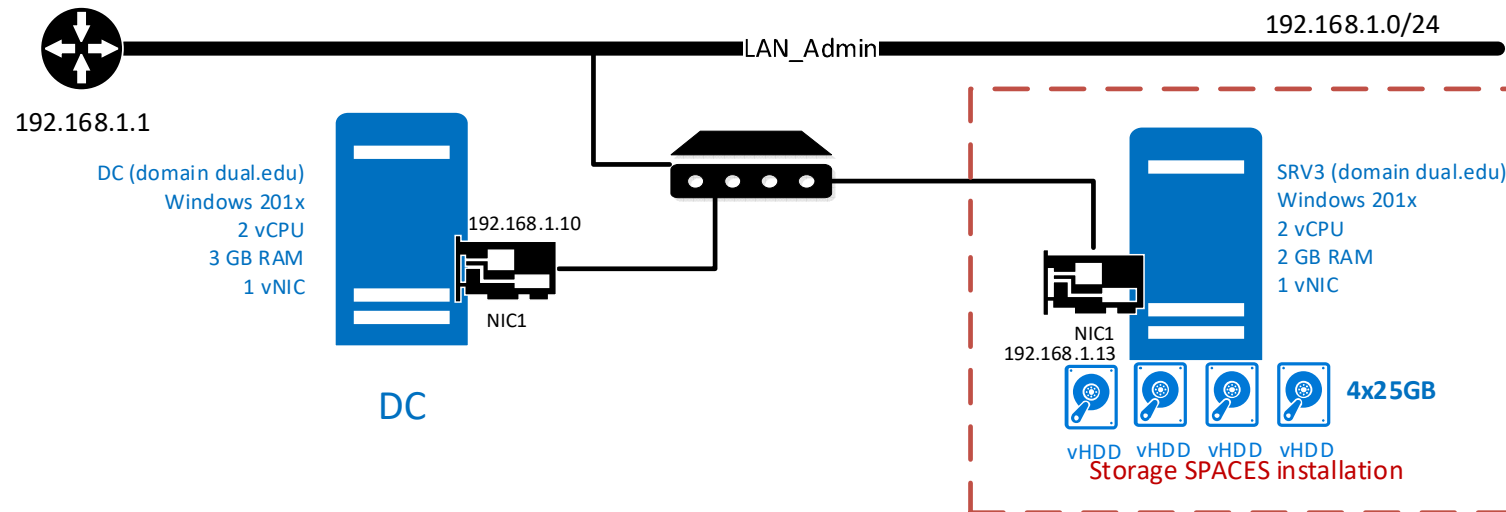 192.168.1.0/24
LAN_Admin
192.168.1.1
DC (domain dual.edu)
Windows 201x
2 vCPU
3 GB RAM
1 vNIC
192.168.1.10
NIC1
DC
SRV3 (domain dual.edu)
Windows 201x
2 vCPU
2 GB RAM
1 vNIC
NIC1
192.168.1.13
4x25GB
vHDD vHDD vHDD vHDD
Storage SPACES installation